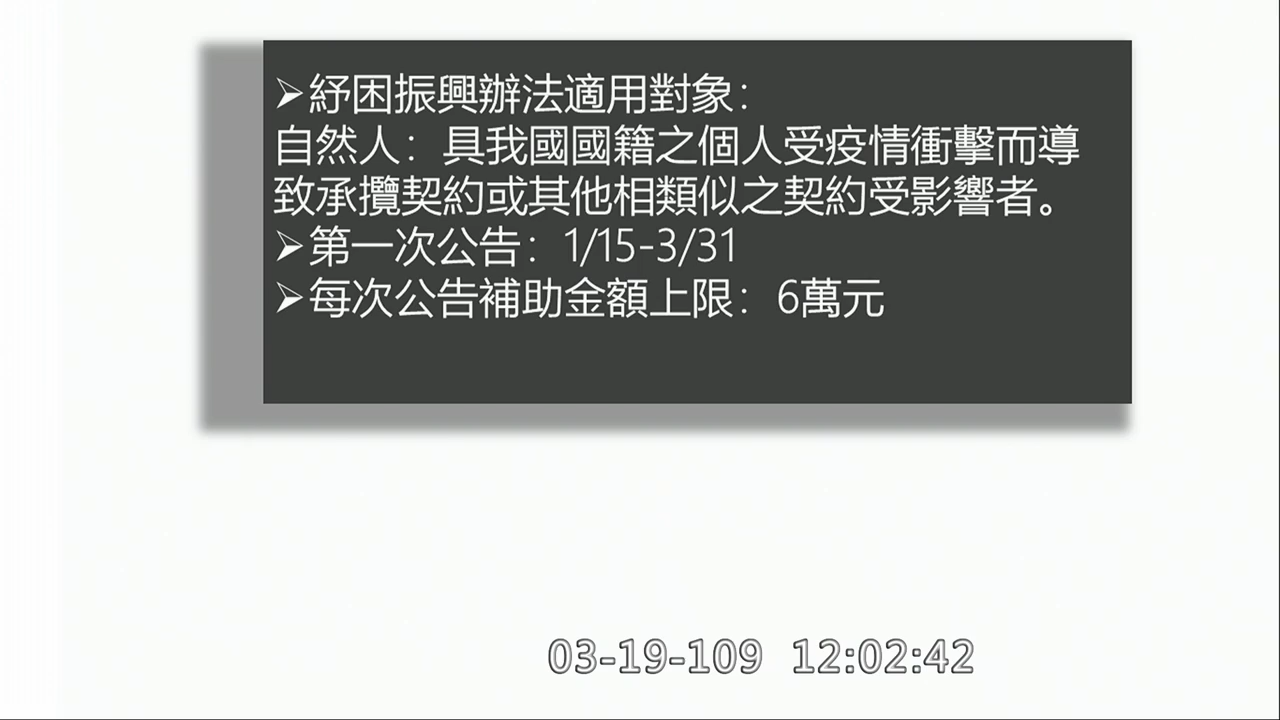 ➢紓困振興辦法適用對象：
自然人：具我國國籍之個人受疫情衝擊而導
致承攬契約或其他相類似之契約受影響者。
➢第一次公告：1/15-3/31
➢每次公告補助金額上限：6萬元
03-19-109 12:02:42